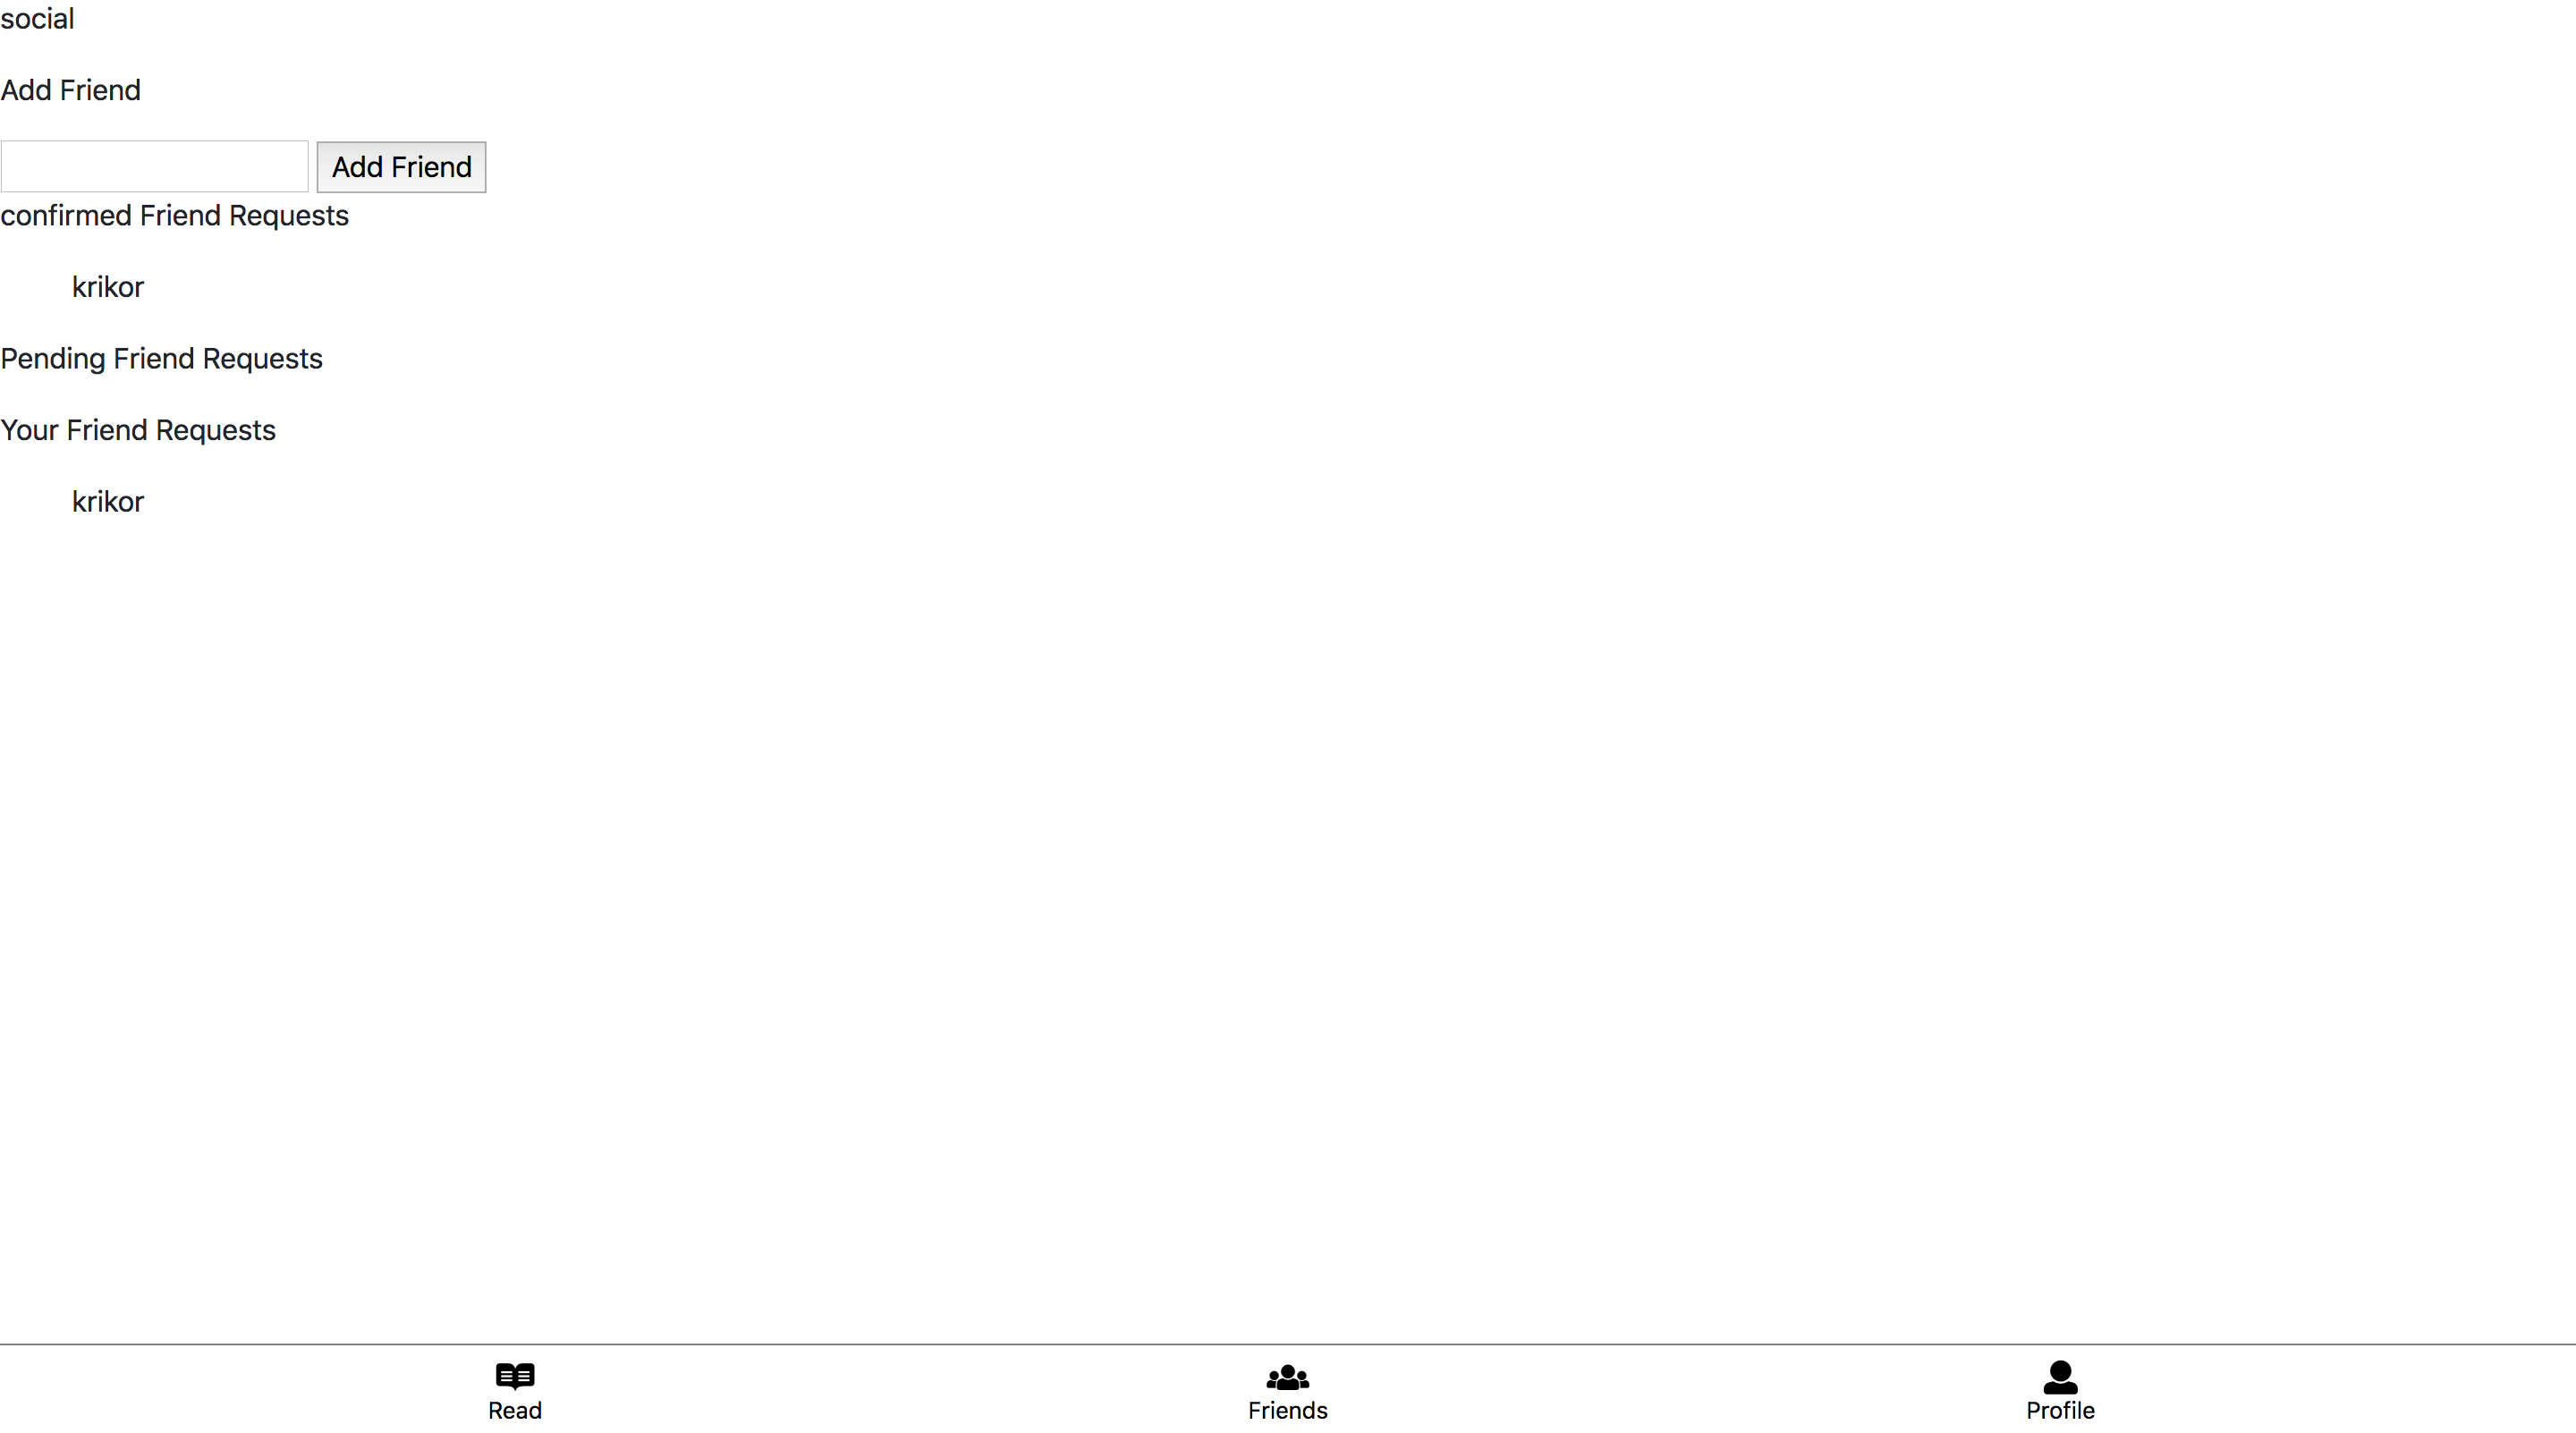 social
Add Friend
Add Friend
confirmed Friend Requests
krikor
Pending Friend Requests
Your Friend Requests
krikor
Read
Friends
Profile